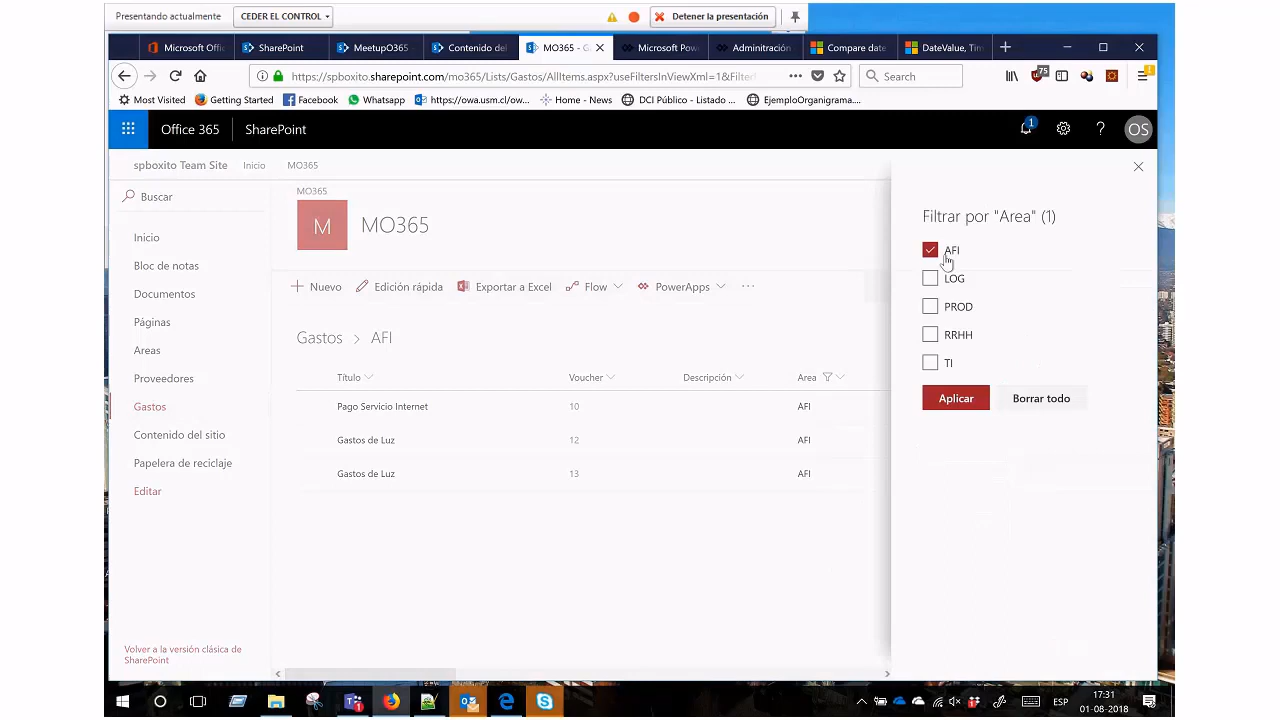 Presentando actualmente
CEDER EL CONTROL
Detener la presentación
Microsoft Offi
SharePoint
MeetupO365
Contenido del
MO365 - G
Microsoft Pow
Adminitración
Compare date
DateValue, Tim
https://spboxito.sharepoint.com/mo365/Lists/Gastos/AllItems.aspx?useFiltersInViewXml=1&Filter
Search
75
Most Visited
Getting Started
Facebook
Whatsapp
https://owa.usm.cl/ow...
Home - News
DCI Público - Listado ...
EjemploOrganigrama....
Office 365
SharePoint
1
?
OS
spboxito Team Site
Inicio
MO365
Buscar
Inicio
Bloc de notas
Documentos
Páginas
Areas
Proveedores
Gastos
Contenido del sitio
Papelera de reciclaje
Editar
Volver a la versión clásica de
SharePoint
MO365
M
MO365
Nuevo
Edición rápida
Exportar a Excel
Flow
PowerApps
Gastos > AFI
Título
Voucher
Descripción
Area
Pago Servicio Internet 10 AFI
Gastos de Luz 12 AFI
Gastos de Luz 13 AFI
Filtrar por "Area" (1)
AFI
LOG
PROD
RRHH
TI
Aplicar
Borrar todo
ESP
17:31
01-08-2018